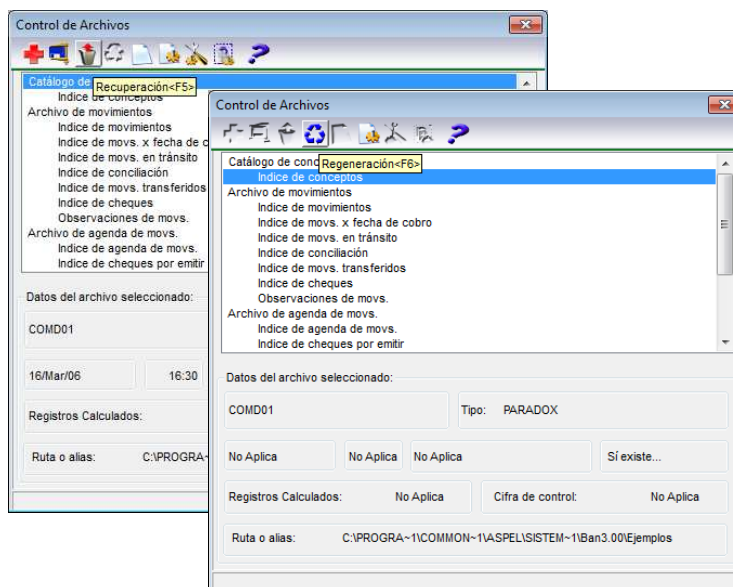 Control de Archivos
Catálogo de
Recuperación<F5>
Indice de conceptos
Archivo de movimientos
Indice de movimientos
Indice de movs. x fecha de c
Indice de movs. en tránsito
Indice de conciliación
Indice de movs. transferidos
Indice de cheques
Observaciones de movs.
Archivo de agenda de movs.
Indice de agenda de movs.
Indice de cheques por emitir
Datos del archivo seleccionado:
COMD01
16/Mar/06 16:30
Registros Calculados:
Ruta o alias: C:\PROGRA~
Control de Archivos
Catálogo de conc
Regeneración<F6>
Indice de conceptos
Archivo de movimientos
Indice de movimientos
Indice de movs. x fecha de cobro
Indice de movs. en tránsito
Indice de conciliación
Indice de movs. transferidos
Indice de cheques
Observaciones de movs.
Archivo de agenda de movs.
Indice de agenda de movs.
Indice de cheques por emitir
Datos del archivo seleccionado:
COMD01 Tipo: PARADOX
No Aplica No Aplica No Aplica Sí existe...
Registros Calculados: No Aplica Cifra de control: No Aplica
Ruta o alias: C:\PROGRA~1\COMMON~1\ASPEL\SISTEM~1\Ban3.00\Ejemplos